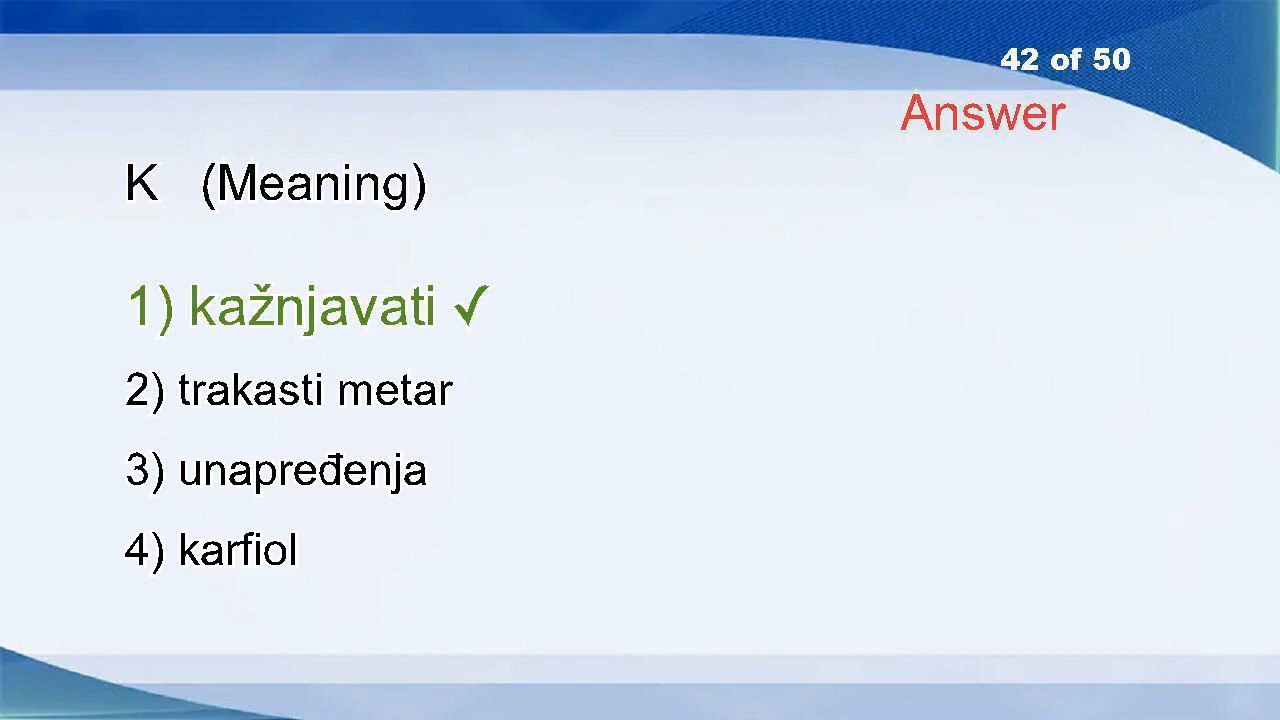 42 of 50
Answer
K (Meaning)
1) kažnjavati ✓
2) trakasti metar
3) unapređenja
4) karfiol